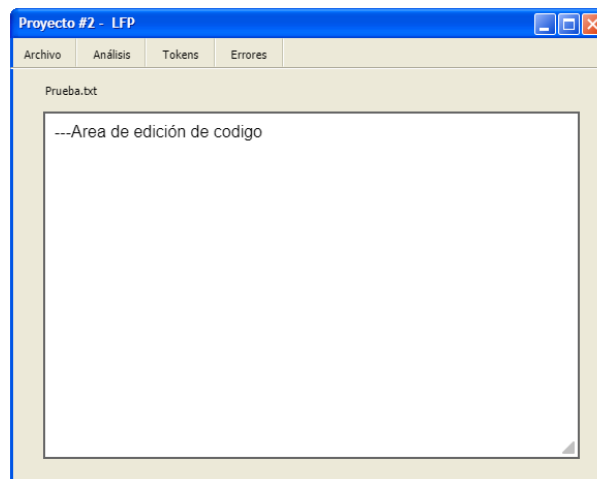 Proyecto #2 - LFP
Archivo Análisis Tokens Errores
Prueba.txt
---Area de edición de codigo